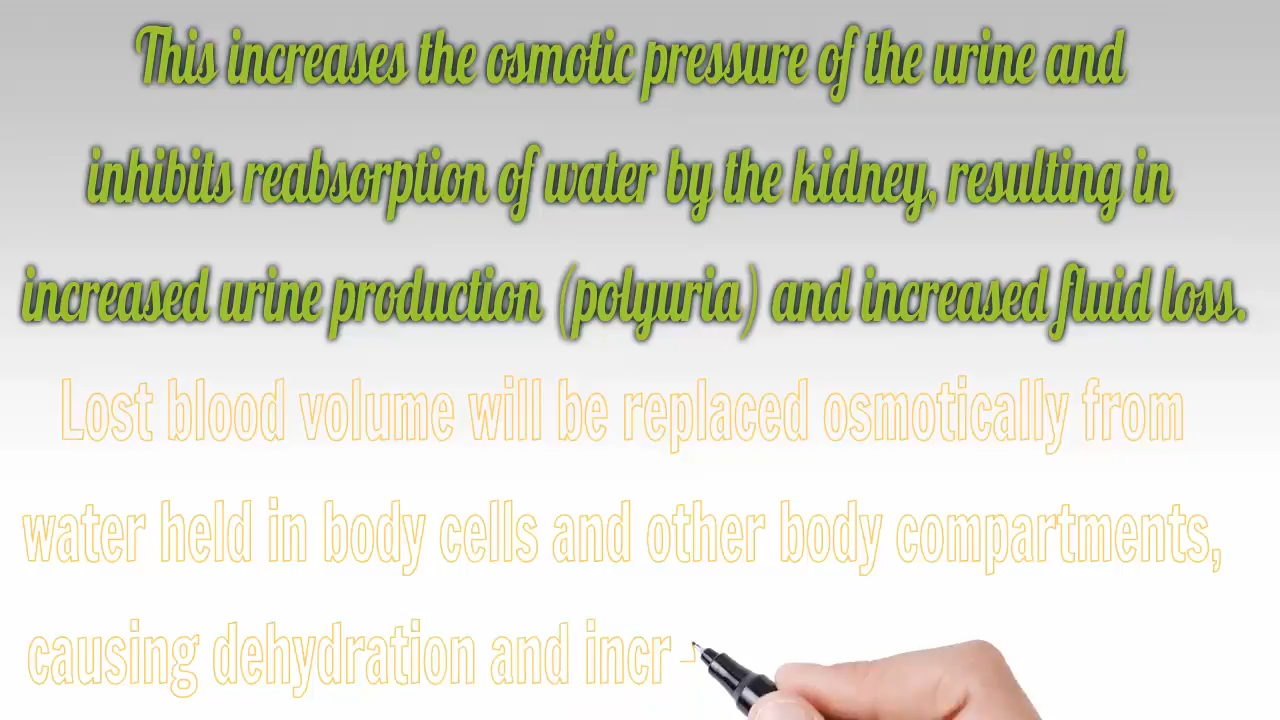 This increases the osmotic pressure of the urine and
inhibits reabsorption of water by the kidney, resulting in
increased urine production (polyuria) and increased fluid loss.
Lost blood volume will be replaced osmotically from
water held in body cells and other body compartments,
causing dehydration and incr